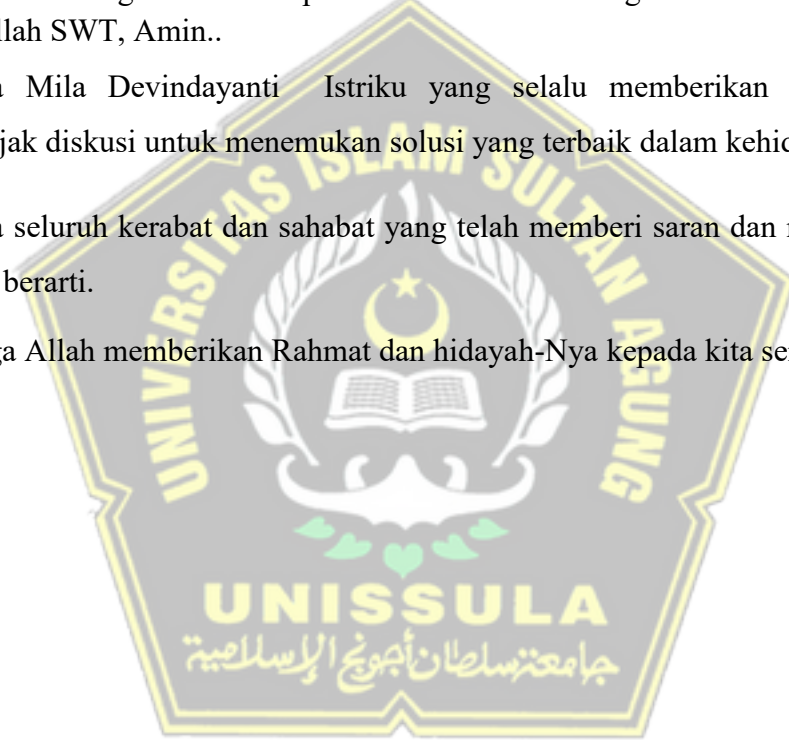 llah SWT, Amin..
a Mila Devindayanti Istriku yang selalu memberikan
jak diskusi untuk menemukan solusi yang terbaik dalam kehid
a seluruh kerabat dan sahabat yang telah memberi saran dan
berarti.
ga Allah memberikan Rahmat dan hidayah-Nya kepada kita se
UNIVERSITAS ISLAM SULTAN AGUNG
UNISSULA
جامعة سلطان أجونج الإسلامية